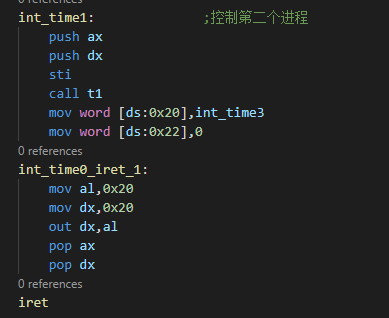 0 references
int_time1:                ;控制第二个进程
    push ax
    push dx
    sti
    call t1
    mov word [ds:0x20],int_time3
    mov word [ds:0x22],0
0 references
int_time0_iret_1:
    mov al,0x20
    mov dx,0x20
    out dx,al
    pop ax
    pop dx
0 references
iret